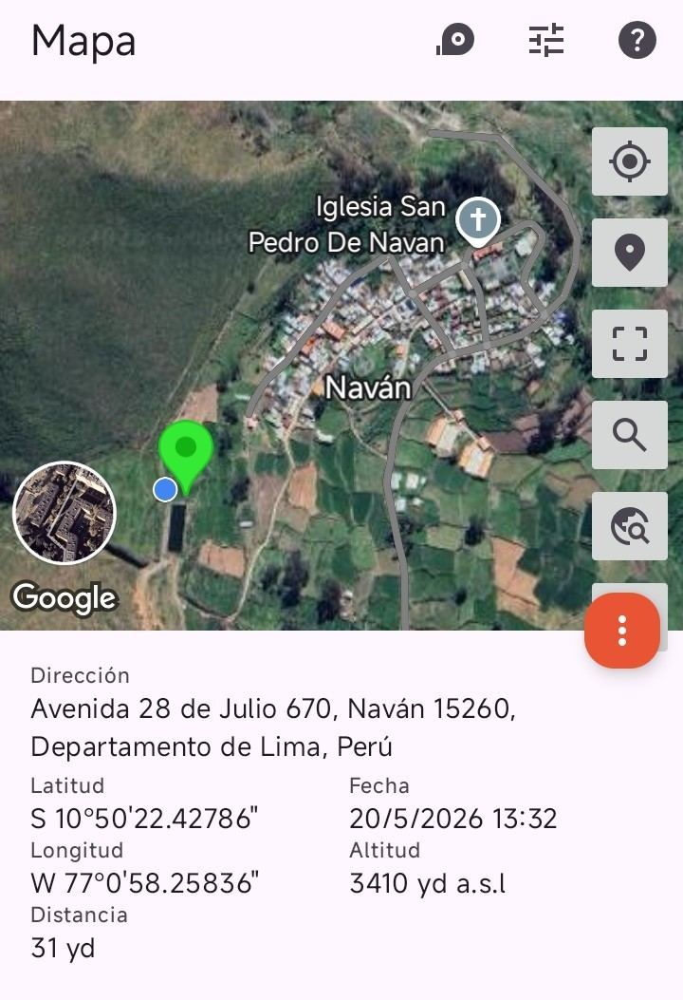 Mapa
Iglesia San
Pedro De Navan
Naván
Google
Dirección
Avenida 28 de Julio 670, Naván 15260,
Departamento de Lima, Perú
Latitud
S 10°50'22.42786"
Fecha
20/5/2026 13:32
Longitud
W 77°0'58.25836"
Altitud
3410 yd a.s.l
Distancia
31 yd